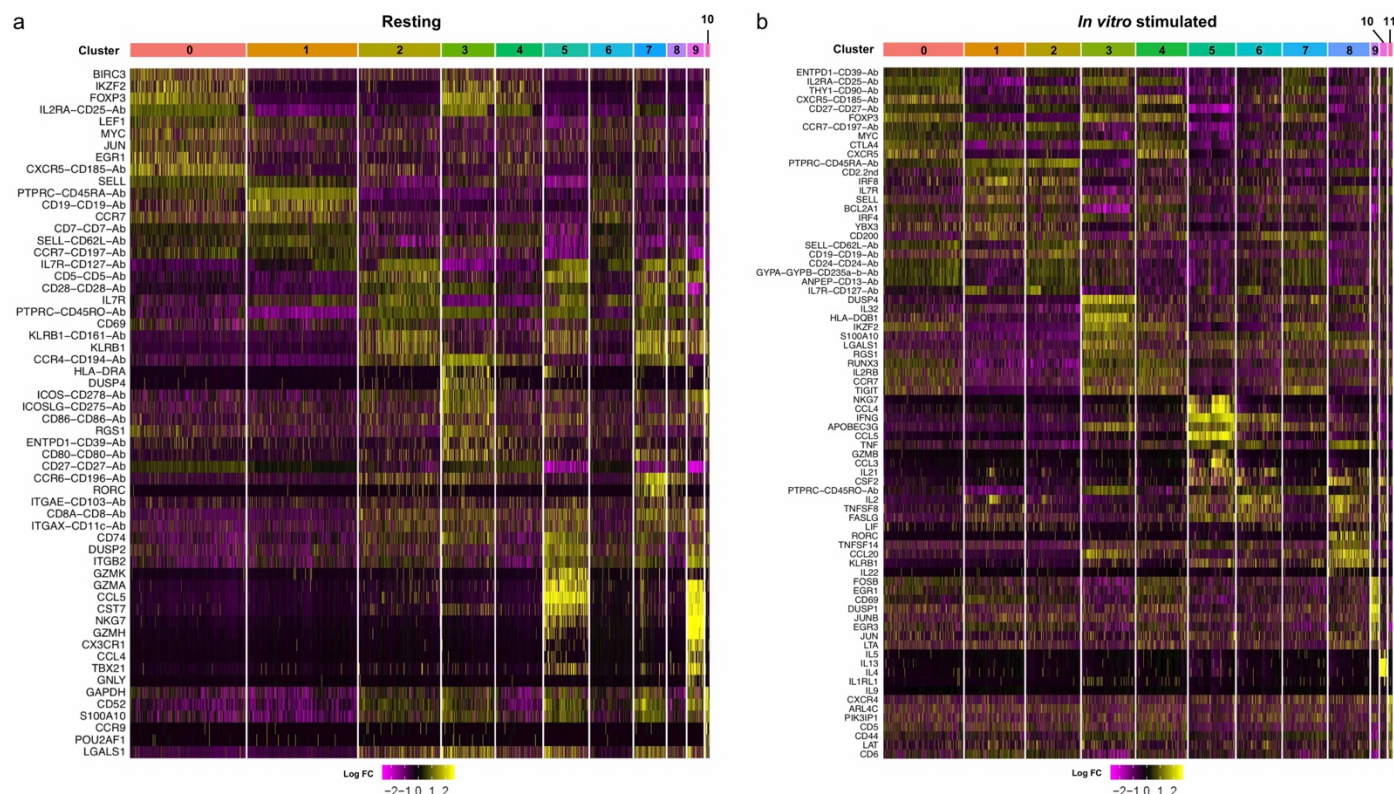 a
Resting
10
Cluster
0 1 2 3 4 5 6 7 8 9
BIRC3
IKZF2
FOXP3
IL2RA-CD25-Ab
LEF1
MYC
JUN
EGR1
CXCR5-CD185-Ab
SELL
PTPRC-CD45RA-Ab
CD19-CD19-Ab
CCR7
CD7-CD7-Ab
SELL-CD62L-Ab
CCR7-CD197-Ab
IL7R-CD127-Ab
CD5-CD5-Ab
CD28-CD28-Ab
IL7R
PTPRC-CD45RO-Ab
CD69
KLRB1-CD161-Ab
KLRB1
CCR4-CD194-Ab
HLA-DRA
DUSP4
ICOS-CD278-Ab
ICOSLG-CD275-Ab
CD86-CD86-Ab
RGS1
ENTPD1-CD39-Ab
CD80-CD80-Ab
CD27-CD27-Ab
CCR6-CD196-Ab
RORC
ITGAE-CD103-Ab
CD8A-CD8-Ab
ITGAX-CD11c-Ab
CD74
DUSP2
ITGB2
GZMK
GZMA
CCL5
CST7
NKG7
GZMH
CX3CR1
CCL4
TBX21
GNLY
GAPDH
CD52
S100A10
CCR9
POU2AF1
LGALS1
Log FC
-2-1 0 1 2
b
In vitro stimulated
10 11
Cluster
0 1 2 3 4 5 6 7 8 9
ENTPD1-CD39-Ab
IL2RA-CD25-Ab
THY1-CD90-Ab
CXCR5-CD185-Ab
CD27-CD27-Ab
FOXP3
CCR7-CD197-Ab
MYC
CTLA4
CXCR5
PTPRC-CD45RA-Ab
CD2.2nd
IRF8
IL7R
SELL
BCL2A1
IRF4
YBX3
CD200
SELL-CD62L-Ab
CD19-CD19-Ab
CD24-CD24-Ab
GYPA-GYPB-CD235a-b-Ab
ANPEP-CD13-Ab
IL7R-CD127-Ab
DUSP4
IL32
HLA-DQB1
IKZF2
S100A10
LGALS1
RGS1
RUNX3
IL2RB
CCR7
TIGIT
NKG7
CCL4
IFNG
APOBEC3G
CCL5
TNF
GZMB
CCL3
IL21
CSF2
PTPRC-CD45RO-Ab
IL2
TNFSF8
FASLG
LIF
RORC
TNFSF14
CCL20
KLRB1
IL22
FOSB
EGR1
CD69
DUSP1
JUNB
EGR3
JUN
LTA
IL5
IL13
IL4
IL1RL1
IL9
CXCR4
ARL4C
PIK3IP1
CD5
CD44
LAT
CD6
Log FC
-2-1 0 1 2